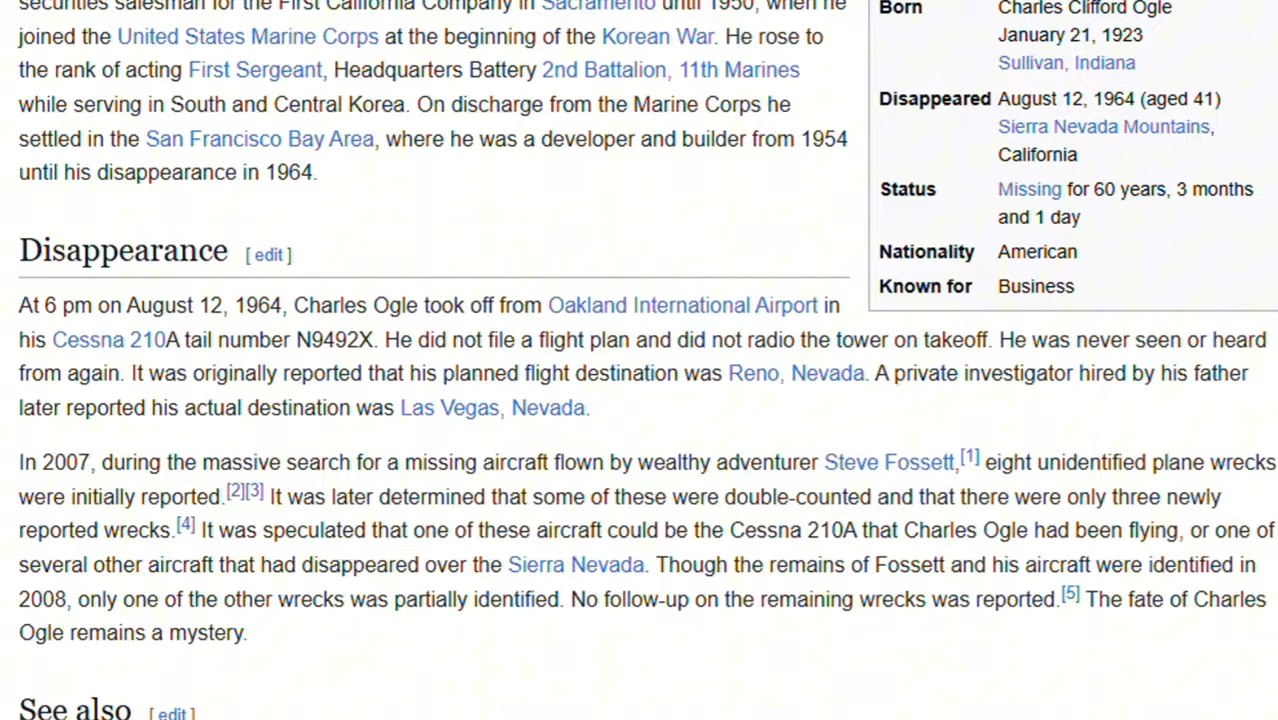 securities salesman for the First California Company in Sacramento until 1950, when he
joined the United States Marine Corps at the beginning of the Korean War. He rose to
the rank of acting First Sergeant, Headquarters Battery 2nd Battalion, 11th Marines
while serving in South and Central Korea. On discharge from the Marine Corps he
settled in the San Francisco Bay Area, where he was a developer and builder from 1954
until his disappearance in 1964.
Born Charles Clifford Ogle
January 21, 1923
Sullivan, Indiana
Disappeared August 12, 1964 (aged 41)
Sierra Nevada Mountains,
California
Status Missing for 60 years, 3 months
and 1 day
Nationality American
Known for Business
Disappearance [ edit ]
At 6 pm on August 12, 1964, Charles Ogle took off from Oakland International Airport in
his Cessna 210A tail number N9492X. He did not file a flight plan and did not radio the tower on takeoff. He was never seen or heard
from again. It was originally reported that his planned flight destination was Reno, Nevada. A private investigator hired by his father
later reported his actual destination was Las Vegas, Nevada.
In 2007, during the massive search for a missing aircraft flown by wealthy adventurer Steve Fossett,[1] eight unidentified plane wrecks
were initially reported.[2][3] It was later determined that some of these were double-counted and that there were only three newly
reported wrecks.[4] It was speculated that one of these aircraft could be the Cessna 210A that Charles Ogle had been flying, or one of
several other aircraft that had disappeared over the Sierra Nevada. Though the remains of Fossett and his aircraft were identified in
2008, only one of the other wrecks was partially identified. No follow-up on the remaining wrecks was reported.[5] The fate of Charles
Ogle remains a mystery.
See also [ edit ]